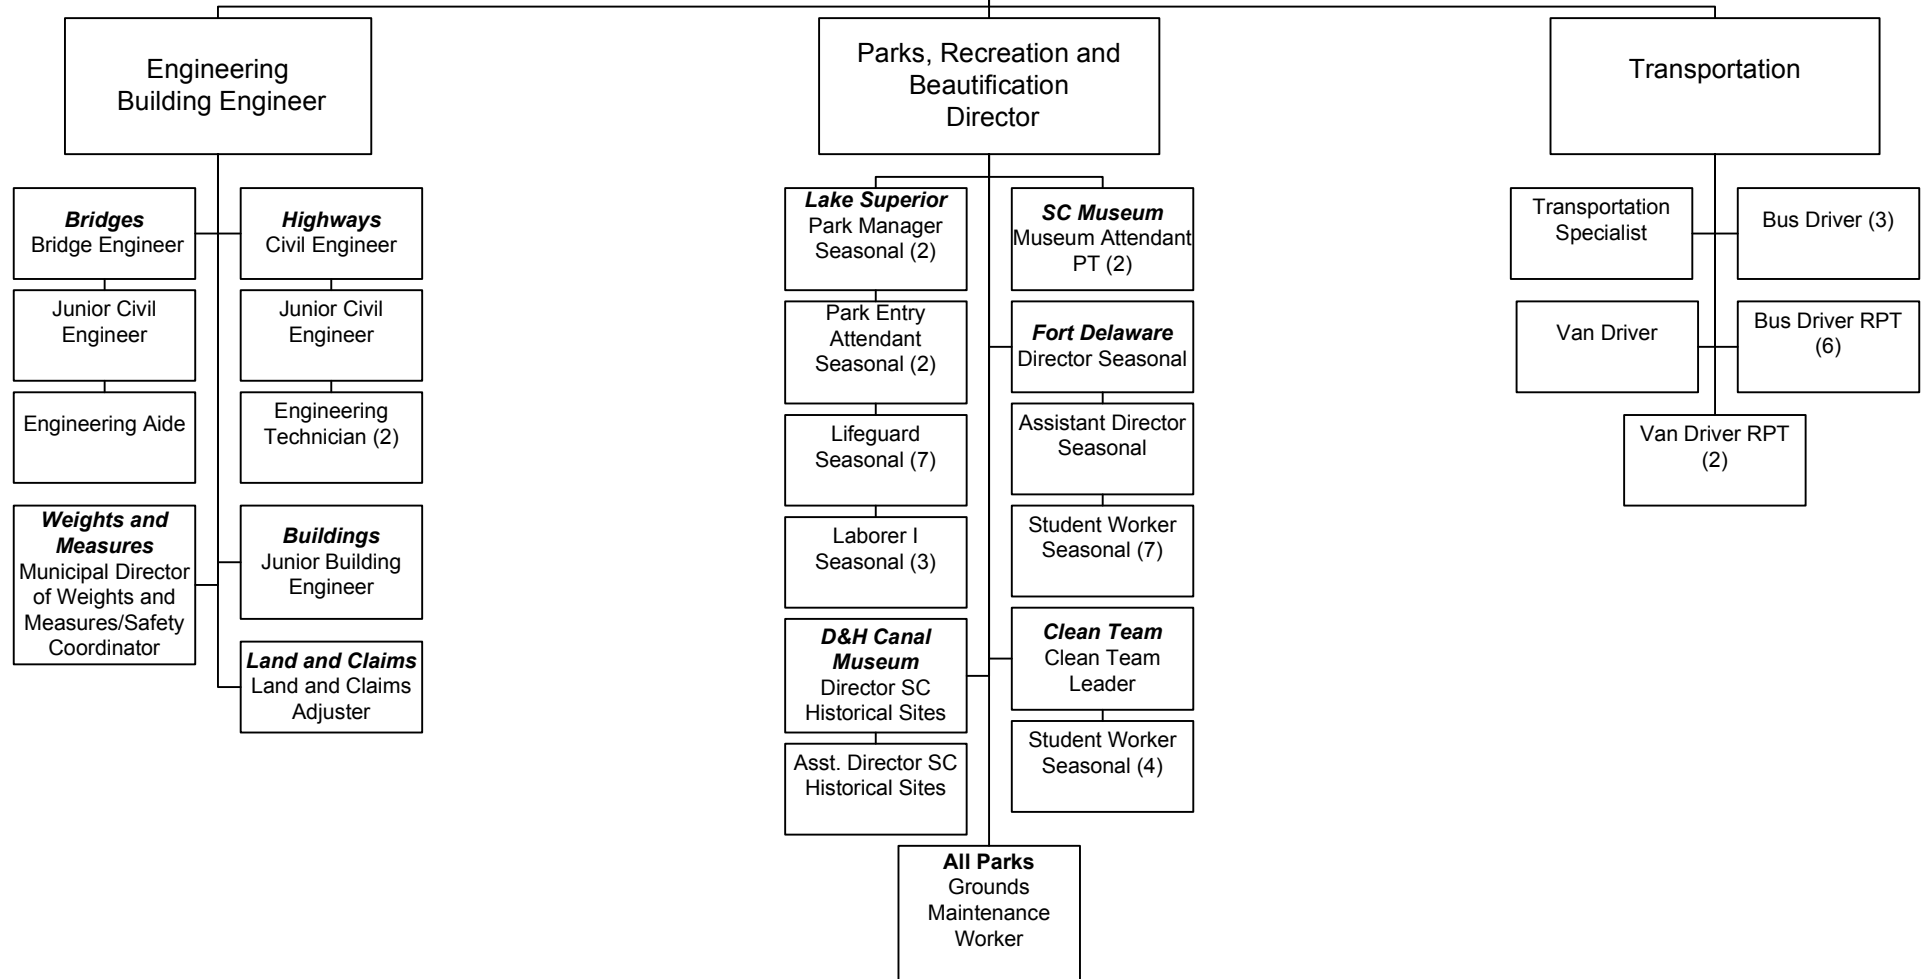 Engineering
Building Engineer
Parks, Recreation and
Beautification
Director
Transportation
Bridges
Bridge Engineer
Highways
Civil Engineer
Junior Civil
Engineer
Junior Civil
Engineer
Engineering Aide
Engineering
Technician (2)
Weights and
Measures
Municipal Director
of Weights and
Measures/Safety
Coordinator
Buildings
Junior Building
Engineer
Land and Claims
Land and Claims
Adjuster
Lake Superior
Park Manager
Seasonal (2)
SC Museum
Museum Attendant
PT (2)
Park Entry
Attendant
Seasonal (2)
Fort Delaware
Director Seasonal
Lifeguard
Seasonal (7)
Assistant Director
Seasonal
Laborer I
Seasonal (3)
Student Worker
Seasonal (7)
D&H Canal
Museum
Director SC
Historical Sites
Clean Team
Clean Team
Leader
Asst. Director SC
Historical Sites
Student Worker
Seasonal (4)
All Parks
Grounds
Maintenance
Worker
Transportation
Specialist
Bus Driver (3)
Van Driver
Bus Driver RPT
(6)
Van Driver RPT
(2)